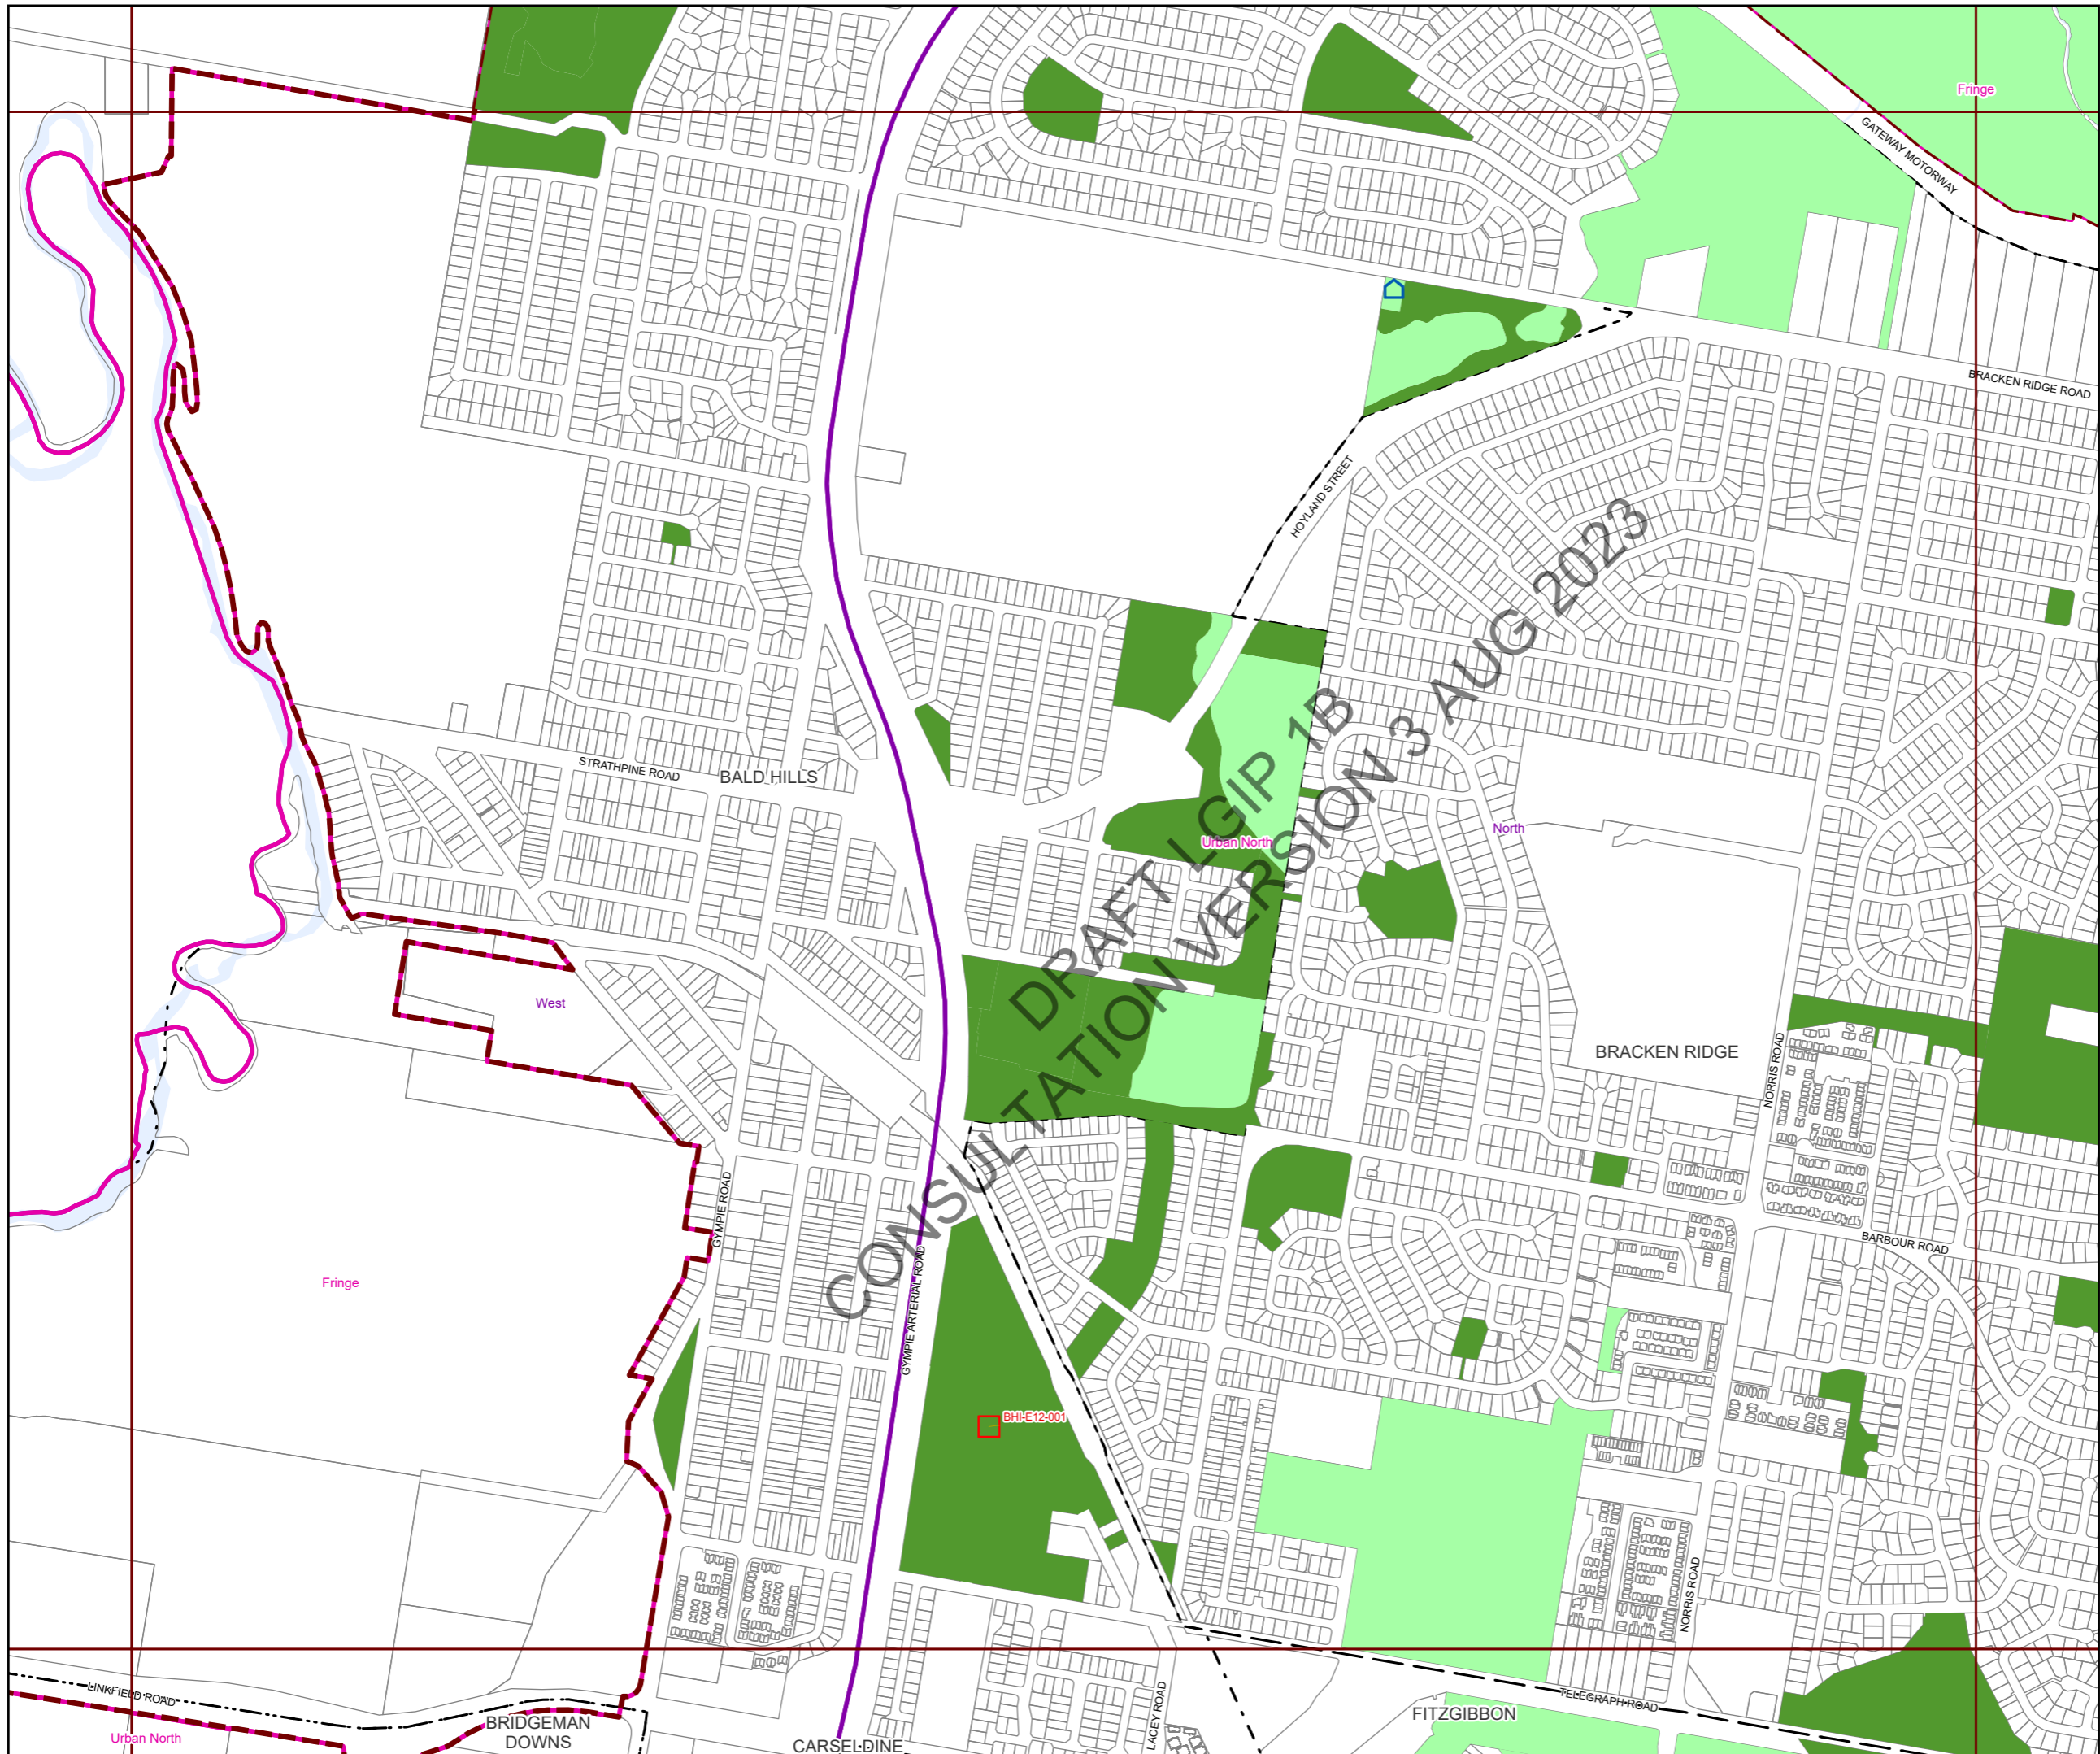 Fringe
GATEWAY MOTORWAY
BRACKEN RIDGE ROAD
HOYLAND STREET
STRATHPINE ROAD
BALD HILLS
Urban North
North
DRAFT LGIP 1B
CONSULTATION VERSION 3 AUG 2023
West
BRACKEN RIDGE
NORRIS ROAD
GYMPIE ROAD
BARBOUR ROAD
Fringe
GYMPIE ARTERIAL ROAD
BHI-E12-001
NORRIS ROAD
LINKFIELD ROAD
TELEGRAPH ROAD
LACEY ROAD
FITZGIBBON
BRIDGEMAN
DOWNS
Urban North
CARSELDINE